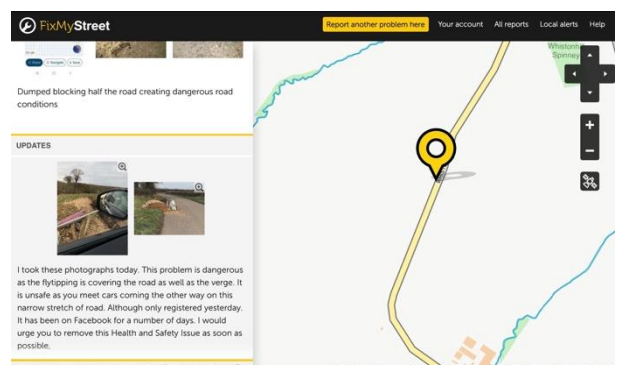 FixMyStreet
Report another problem here
Your account
All reports
Local alerts
Help
Dumped blocking half the road creating dangerous road
conditions
UPDATES
I took these photographs today. This problem is dangerous
as the flytipping is covering the road as well as the verge. It
is unsafe as you meet cars coming the other way on this
narrow stretch of road. Although only registered yesterday.
It has been on Facebook for a number of days. I would
urge you to remove this Health and Safety Issue as soon as
possible.
Spinney
+
−